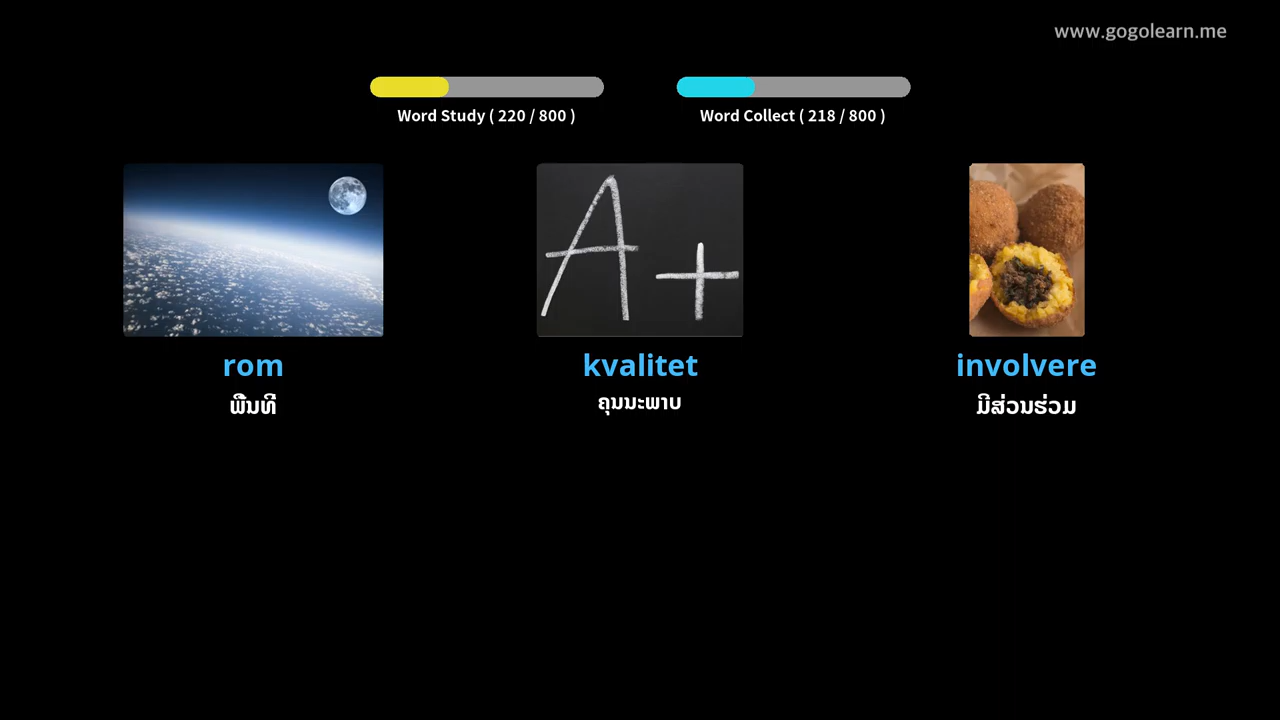 www.gogolearn.me
Word Study ( 220 / 800 )
Word Collect ( 218 / 800 )
A+
rom
kvalitet
involvere
ພື້ນທີ່
ຄຸນນະພາບ
ມີສ່ວນຮ່ວມ